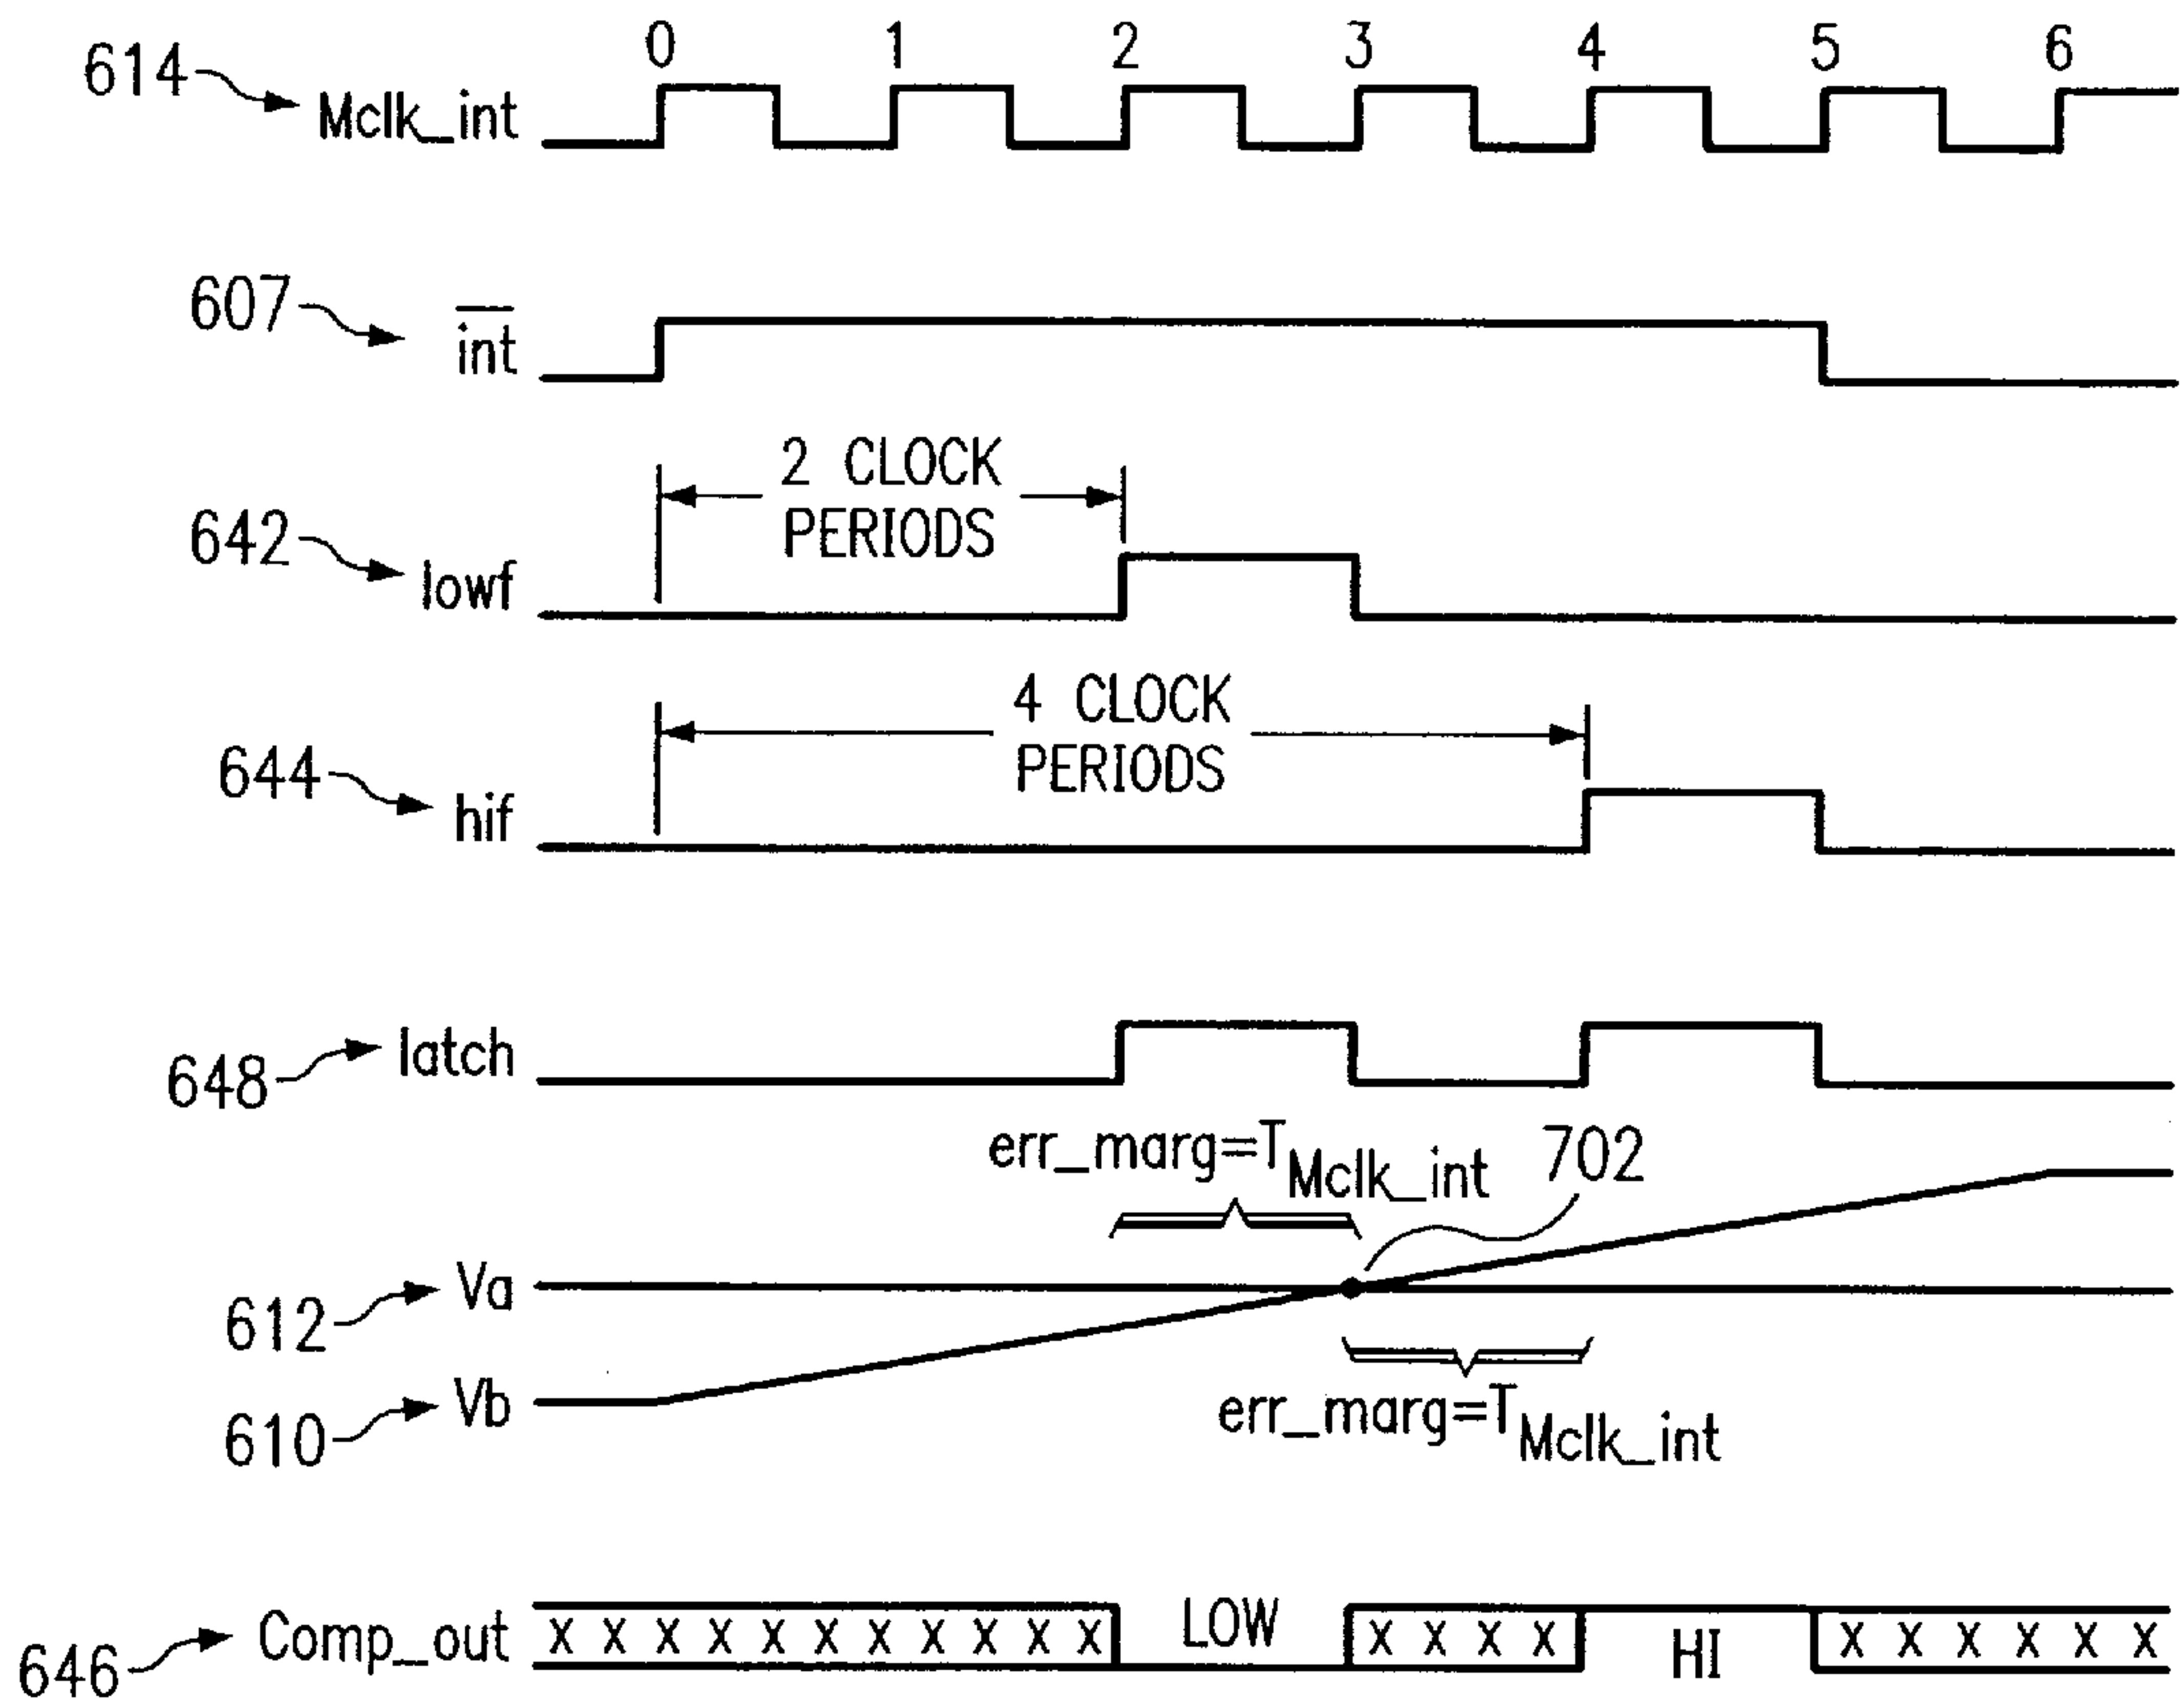 0 1 2 3 4 5 6
614 Mclk_int
607 int
2 CLOCK
PERIODS
642 lowf
4 CLOCK
PERIODS
644 hif
latch
648
err_marg=TMclk_int 702
Va
612
Vb
610
err_marg=TMclk_int
Comp_out X X X X X X X X X X X LOW X X X X HI X X X X X X
646